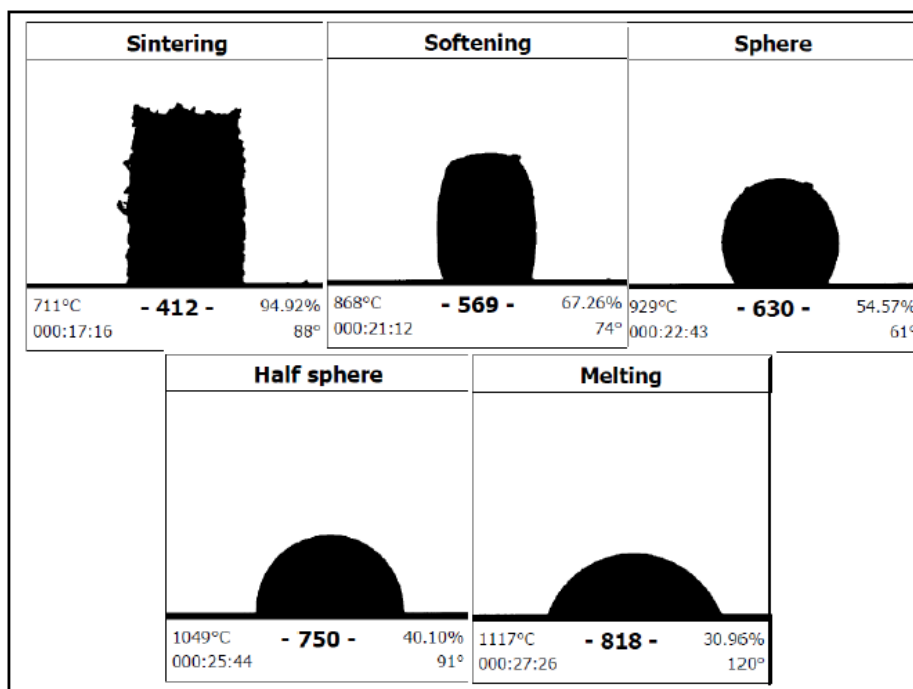 Sintering
711°C - 412 - 94.92%
000:17:16 88°
Softening
868°C - 569 - 67.26%
000:21:12 74°
Sphere
929°C - 630 - 54.57%
000:22:43 61°
Half sphere
1049°C - 750 - 40.10%
000:25:44 91°
Melting
1117°C - 818 - 30.96%
000:27:26 120°